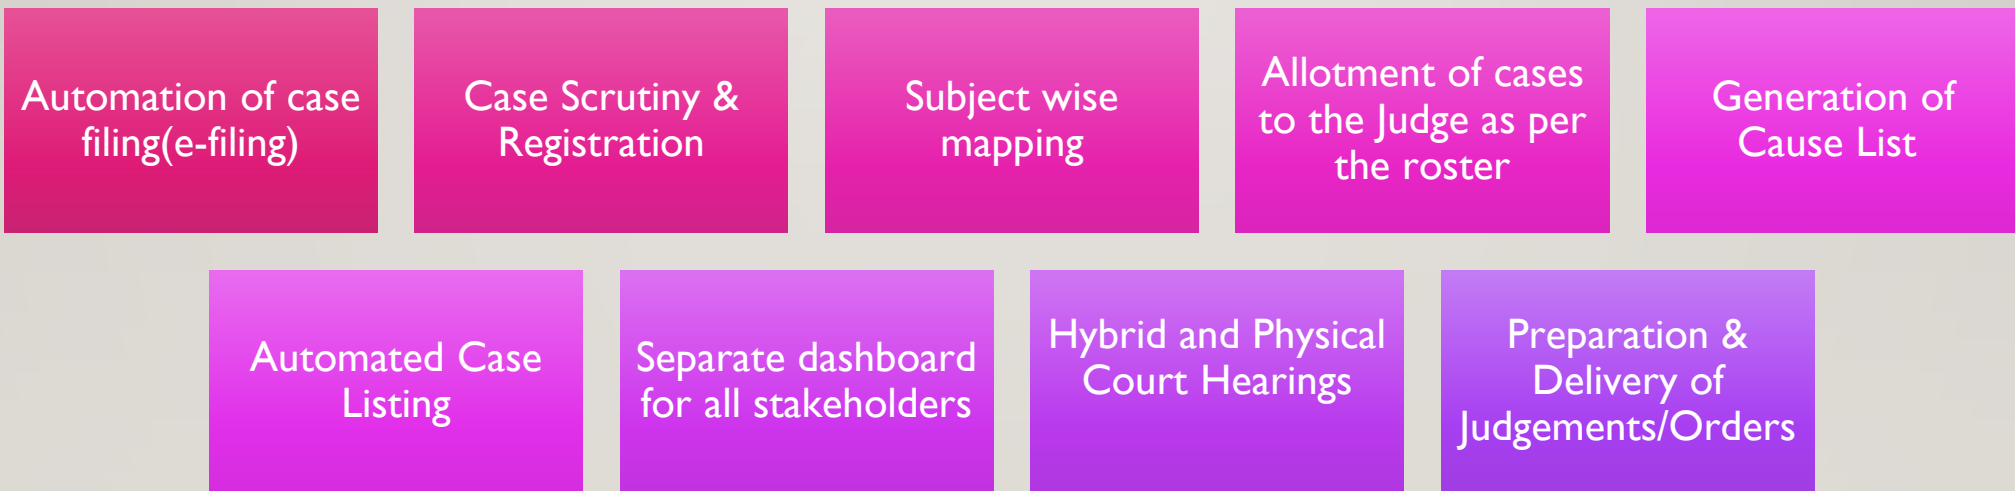 Automation of case
filing(e-filing)
Case Scrutiny &
Registration
Subject wise
mapping
Allotment of cases
to the Judge as per
the roster
Generation of
Cause List
Automated Case
Listing
Separate dashboard
for all stakeholders
Hybrid and Physical
Court Hearings
Preparation &
Delivery of
Judgements/Orders